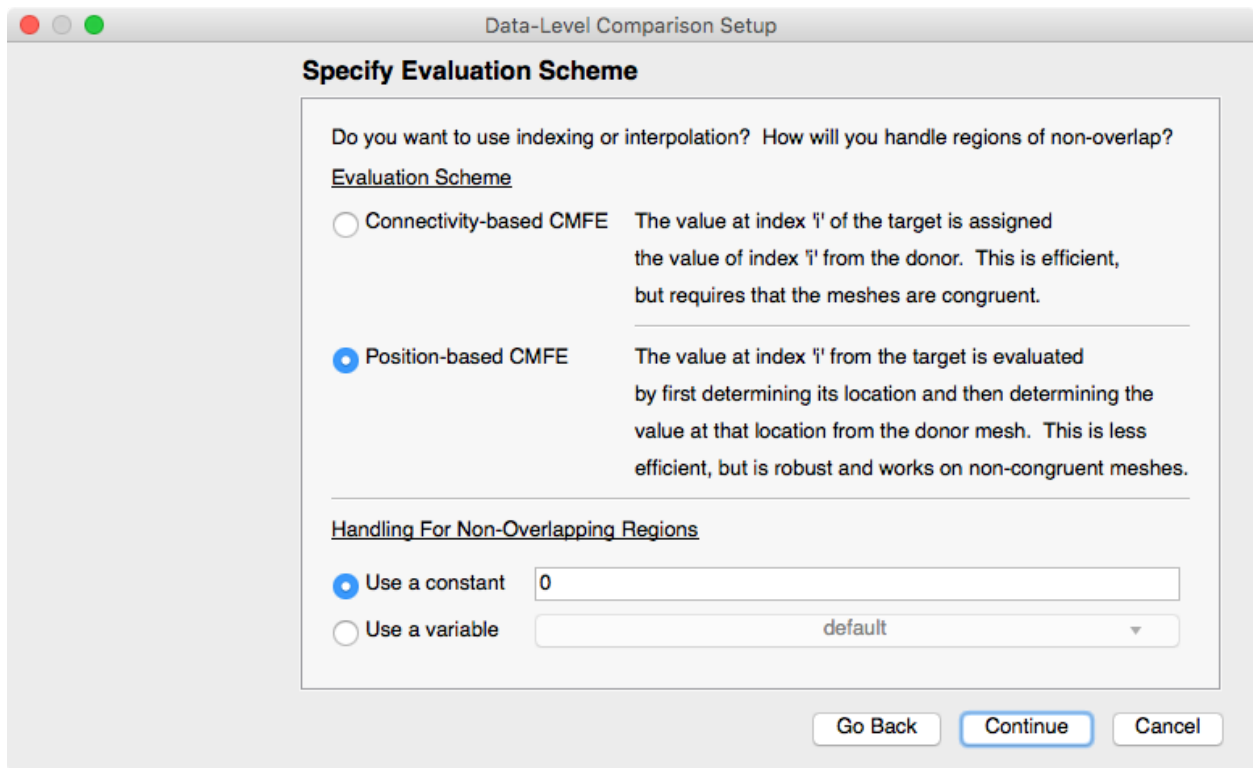 Data-Level Comparison Setup
Specify Evaluation Scheme
Do you want to use indexing or interpolation?  How will you handle regions of non-overlap?
Evaluation Scheme
Connectivity-based CMFE
The value at index 'i' of the target is assigned
the value of index 'i' from the donor.  This is efficient,
but requires that the meshes are congruent.
Position-based CMFE
The value at index 'i' from the target is evaluated
by first determining its location and then determining the
value at that location from the donor mesh.  This is less
efficient, but is robust and works on non-congruent meshes.
Handling For Non-Overlapping Regions
Use a constant
0
Use a variable
default
Go Back
Continue
Cancel